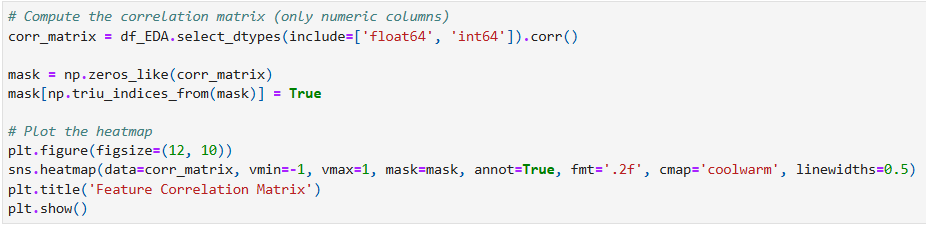 # Compute the correlation matrix (only numeric columns)
corr_matrix = df_EDA.select_dtypes(include=['float64', 'int64']).corr()
mask = np.zeros_like(corr_matrix)
mask[np.triu_indices_from(mask)] = True
# Plot the heatmap
plt.figure(figsize=(12, 10))
sns.heatmap(data=corr_matrix, vmin=-1, vmax=1, mask=mask, annot=True, fmt='.2f', cmap='coolwarm', linewidths=0.5)
plt.title('Feature Correlation Matrix')
plt.show()